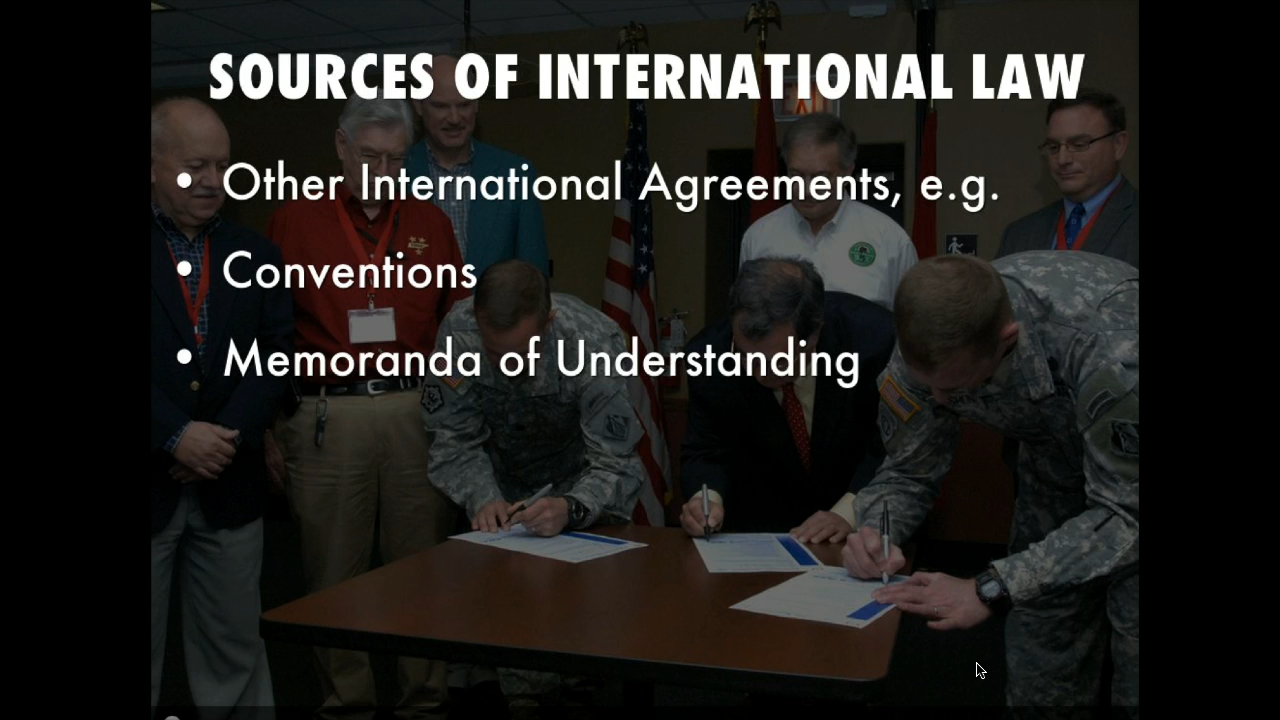 SOURCES OF INTERNATIONAL LAW
• Other International Agreements, e.g.
• Conventions
• Memoranda of Understanding